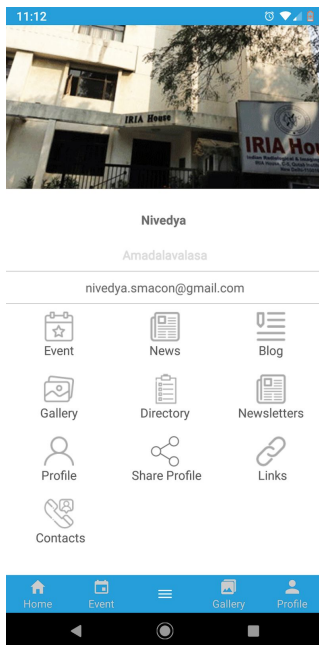 11:12
IRIA House
IRIA Hou
Nivedya
Amadalavalasa
nivedya.smacon@gmail.com
Event News Blog
Gallery Directory Newsletters
Profile Share Profile Links
Contacts
Home Event Gallery Profile